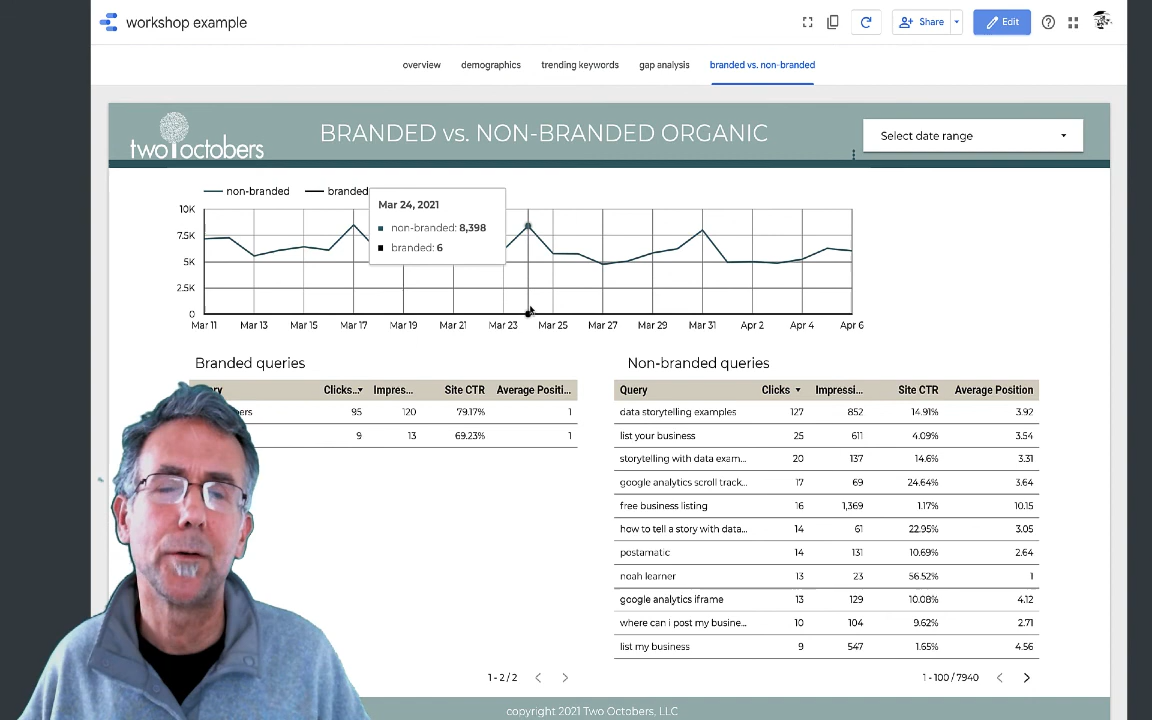 workshop example
Share
Edit
overview
demographics
trending keywords
gap analysis
branded vs. non-branded
two octobers
BRANDED vs. NON-BRANDED ORGANIC
Select date range
non-branded
branded
Mar 24, 2021
non-branded: 8,398
branded: 6
10K
7.5K
5K
2.5K
0
Mar 11 Mar 13 Mar 15 Mar 17 Mar 19 Mar 21 Mar 23 Mar 25 Mar 27 Mar 29 Mar 31 Apr 2 Apr 4 Apr 6
Branded queries
Clicks... Impres... Site CTR Average Positi...
95 120 79.17% 1
9 13 69.23% 1
1 - 2 / 2
Non-branded queries
Query Clicks Impressi... Site CTR Average Position
data storytelling examples 127 852 14.91% 3.92
list your business 25 611 4.09% 3.54
storytelling with data exam... 20 137 14.6% 3.31
google analytics scroll track... 17 69 24.64% 3.64
free business listing 16 1,369 1.17% 10.15
how to tell a story with data... 14 61 22.95% 3.05
postamatic 14 131 10.69% 2.64
noah learner 13 23 56.52% 1
google analytics iframe 13 129 10.08% 4.12
where can i post my busine... 10 104 9.62% 2.71
list my business 9 547 1.65% 4.56
1 - 100 / 7940
copyright 2021 Two Octobers, LLC